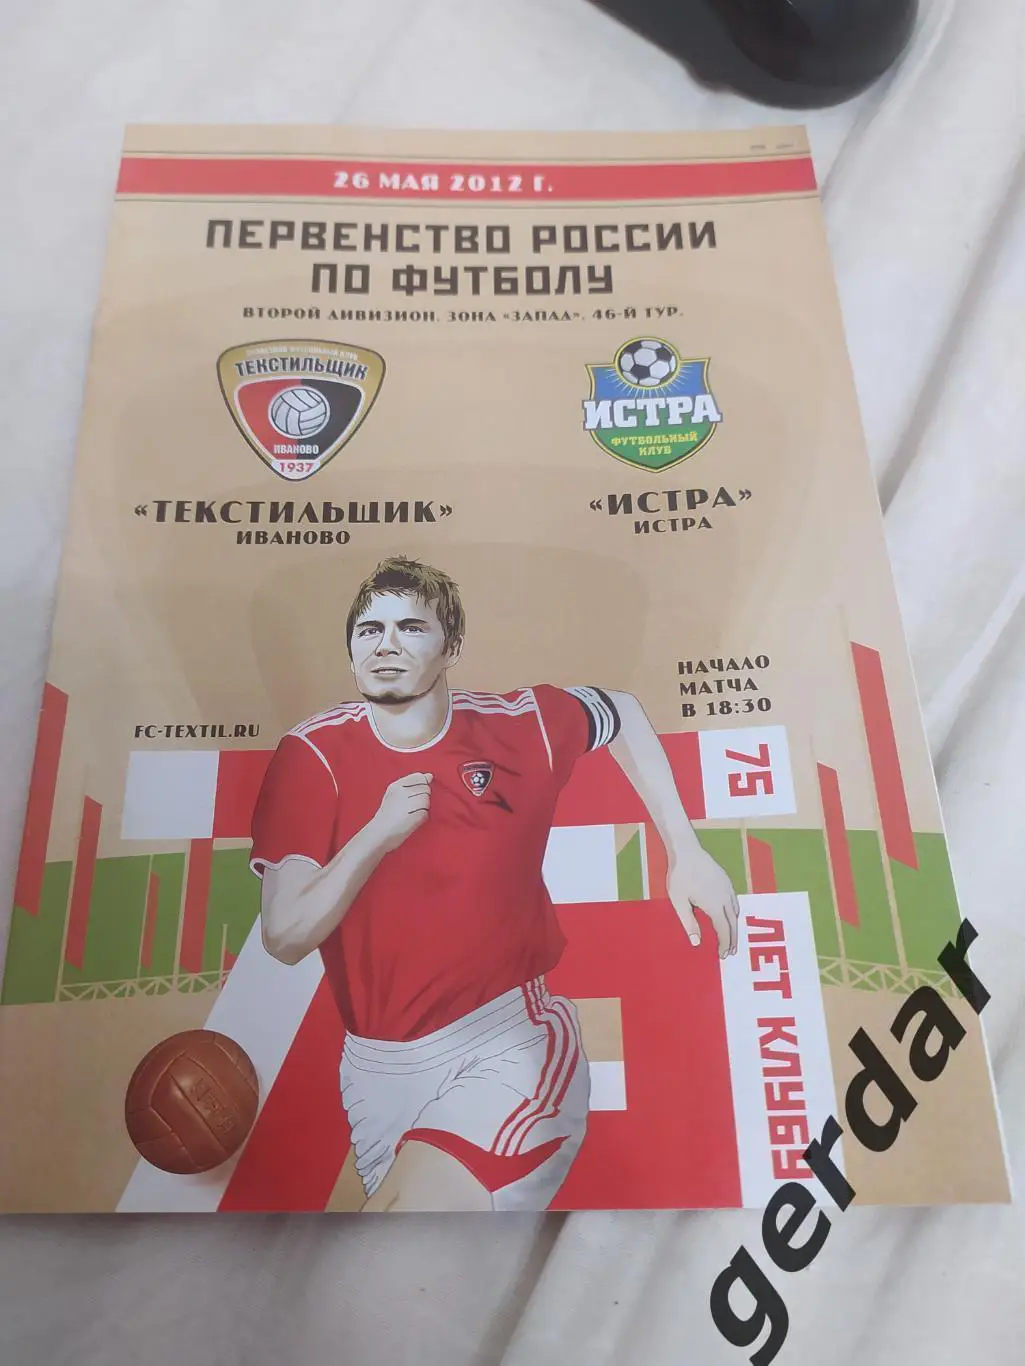 26 МАЯ 2012 Г.
ПЕРВЕНСТВО РОССИИ
ПО ФУТБОЛУ
ВТОРОЙ ДИВИЗИОН. ЗОНА «ЗАПАД». 46-Й ТУР.
ТЕКСТИЛЬЩИК
ИВАНОВО
1937
ИСТРА
ФУТБОЛЬНЫЙ
КЛУБ
«ТЕКСТИЛЬЩИК»
ИВАНОВО
«ИСТРА»
ИСТРА
НАЧАЛО
МАТЧА
В 18:30
FC-TEXTIL.RU
75
ЛЕТ КЛУБУ
gerdar